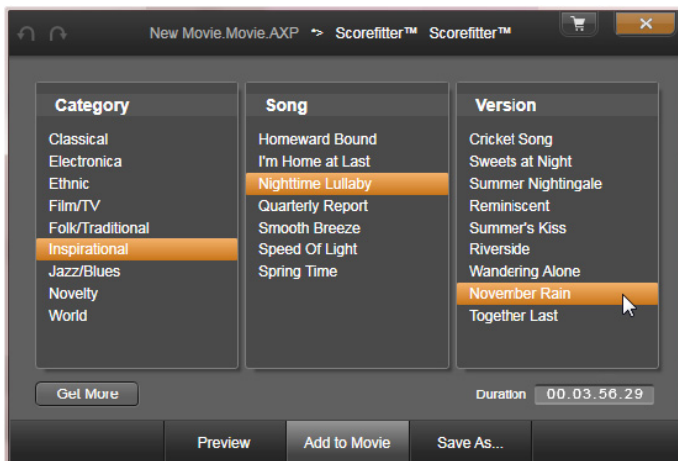 New Movie.Movie.AXP Scorefitter™ Scorefitter™
Category
Classical
Electronica
Ethnic
Film/TV
Folk/Traditional
Inspirational
Jazz/Blues
Novelty
World
Song
Homeward Bound
I'm Home at Last
Nighttime Lullaby
Quarterly Report
Smooth Breeze
Speed Of Light
Spring Time
Version
Cricket Song
Sweets at Night
Summer Nightingale
Reminiscent
Summer's Kiss
Riverside
Wandering Alone
November Rain
Together Last
Get More
Duration 00.03.56.29
Preview
Add to Movie
Save As...